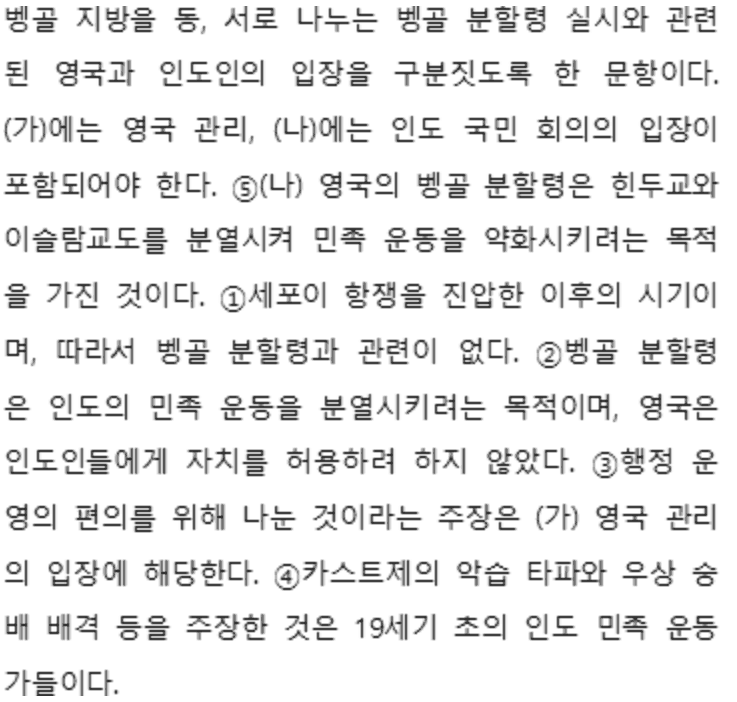 벵골 지방을 동, 서로 나누는 벵골 분할령 실시와 관련
된 영국과 인도인의 입장을 구분짓도록 한 문항이다.
(가)에는 영국 관리, (나)에는 인도 국민 회의의 입장이
포함되어야 한다. ⑤(나) 영국의 벵골 분할령은 힌두교와
이슬람교도를 분열시켜 민족 운동을 약화시키려는 목적
을 가진 것이다. ①세포이 항쟁을 진압한 이후의 시기이
며, 따라서 벵골 분할령과 관련이 없다. ②벵골 분할령
은 인도의 민족 운동을 분열시키려는 목적이며, 영국은
인도인들에게 자치를 허용하려 하지 않았다. ③행정 운
영의 편의를 위해 나눈 것이라는 주장은 (가) 영국 관리
의 입장에 해당한다. ④카스트제의 악습 타파와 우상 숭
배 배격 등을 주장한 것은 19세기 초의 인도 민족 운동
가들이다.